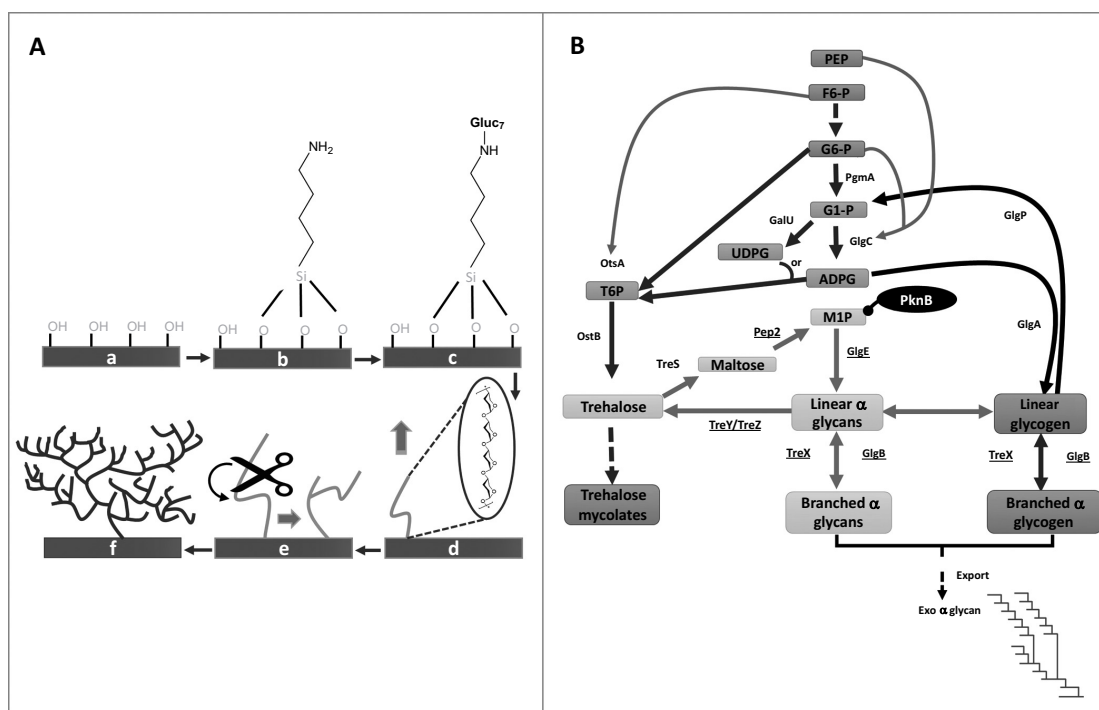 A
Gluc7
NH2
NH
Si
Si
OH OH OH OH
OH O O O
OH O O O
a
b
c
f
e
d
B
PEP
F6-P
G6-P
PgmA
G1-P
GlgP
GalU
GlgC
UDPG
or
OtsA
ADPG
T6P
PknB
M1P
GlgA
OstB
Pep2
TreS
GlgE
Maltose
Trehalose
Linear α
glycans
Linear
glycogen
TreY/TreZ
TreX
GlgB
TreX
GlgB
Trehalose
mycolates
Branched α
glycans
Branched α
glycogen
Export
Exo α glycan